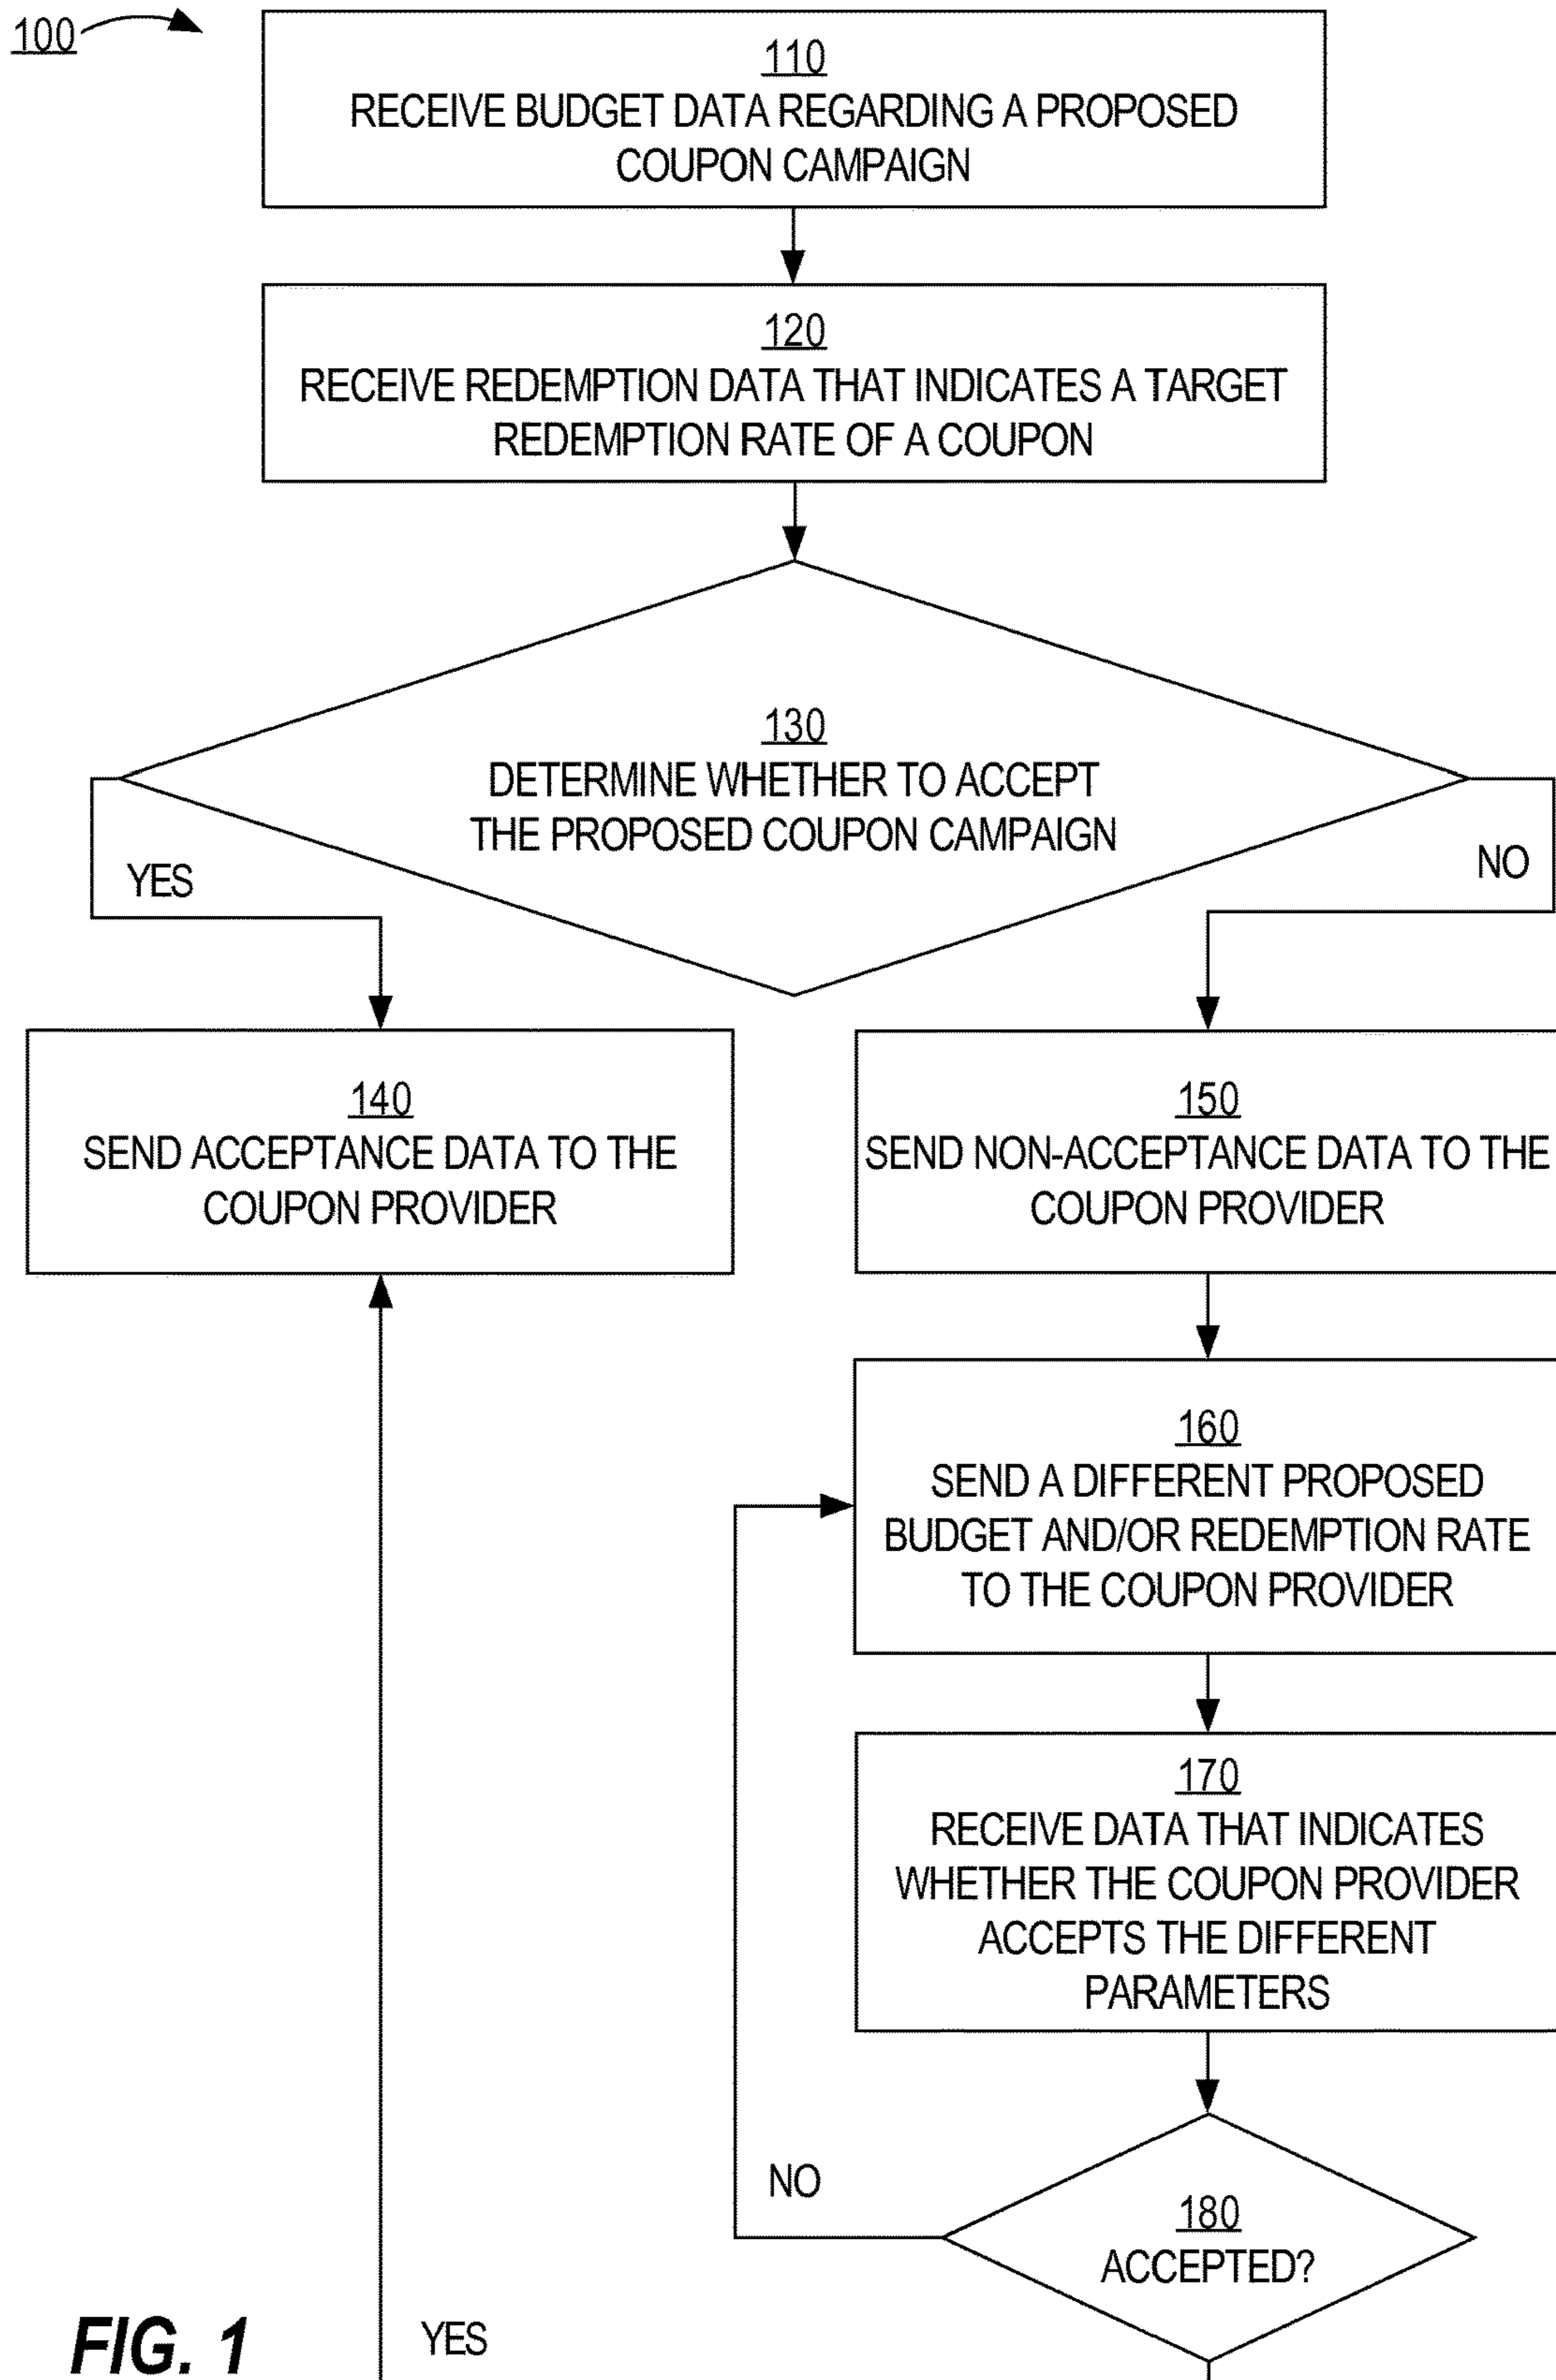 100
110
RECEIVE BUDGET DATA REGARDING A PROPOSED
COUPON CAMPAIGN
120
RECEIVE REDEMPTION DATA THAT INDICATES A TARGET
REDEMPTION RATE OF A COUPON
130
DETERMINE WHETHER TO ACCEPT
THE PROPOSED COUPON CAMPAIGN
YES
NO
140
SEND ACCEPTANCE DATA TO THE
COUPON PROVIDER
150
SEND NON-ACCEPTANCE DATA TO THE
COUPON PROVIDER
160
SEND A DIFFERENT PROPOSED
BUDGET AND/OR REDEMPTION RATE
TO THE COUPON PROVIDER
170
RECEIVE DATA THAT INDICATES
WHETHER THE COUPON PROVIDER
ACCEPTS THE DIFFERENT
PARAMETERS
NO
180
ACCEPTED?
YES
FIG. 1